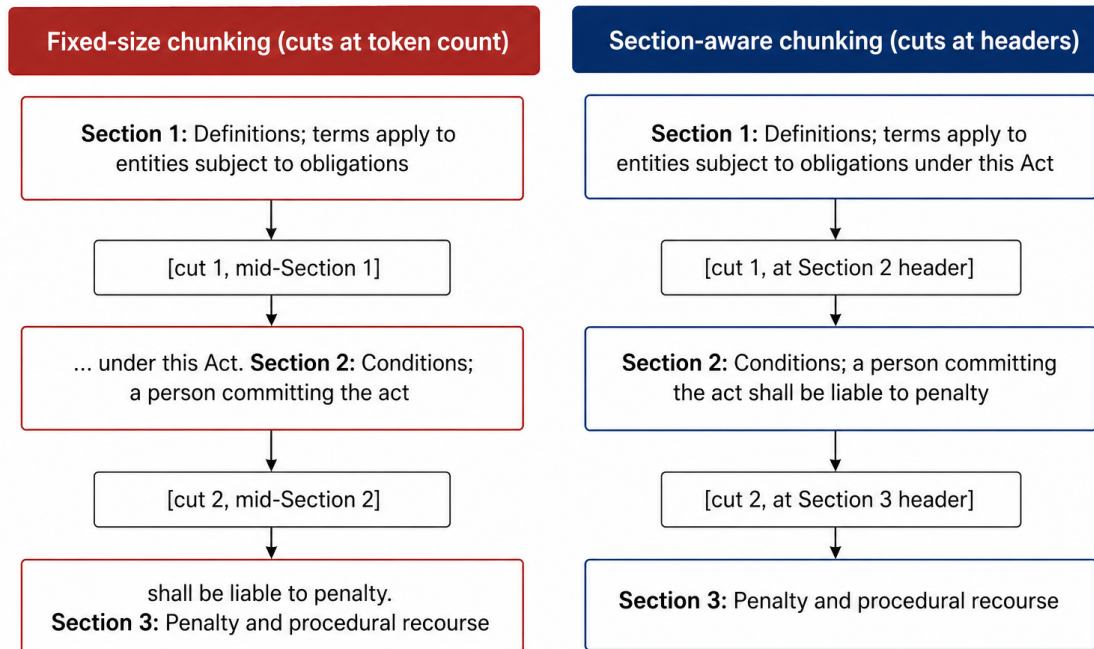 Fixed-size chunking (cuts at token count)
Section 1: Definitions; terms apply to
entities subject to obligations
[cut 1, mid-Section 1]
... under this Act. Section 2: Conditions;
a person committing the act
[cut 2, mid-Section 2]
shall be liable to penalty.
Section 3: Penalty and procedural recourse
Section-aware chunking (cuts at headers)
Section 1: Definitions; terms apply to
entities subject to obligations under this Act
[cut 1, at Section 2 header]
Section 2: Conditions; a person committing
the act shall be liable to penalty
[cut 2, at Section 3 header]
Section 3: Penalty and procedural recourse